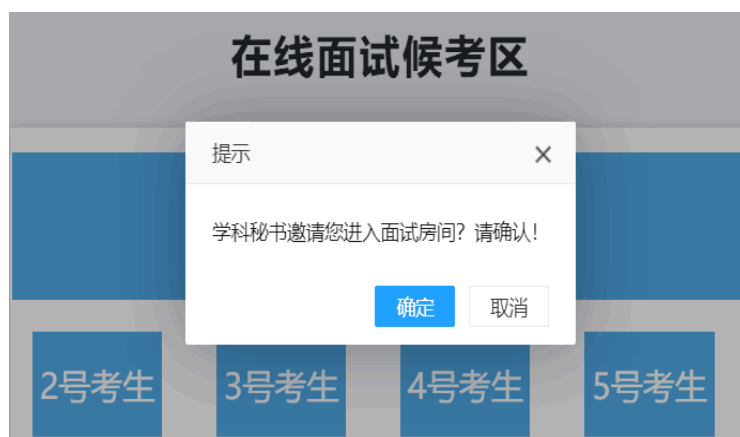 在线面试候考区
提示
学科秘书邀请您进入面试房间？请确认！
确定 取消
2号考生 3号考生 4号考生 5号考生